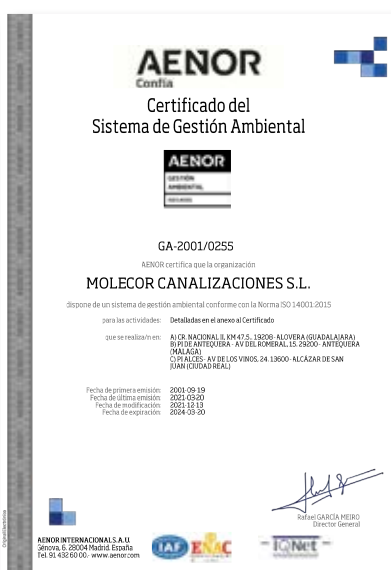 AENOR
Confía
Certificado del
Sistema de Gestión Ambiental
AENOR
GESTIÓN
AMBIENTAL
GA-2001/0255
AENOR certifica que la organización
MOLECOR CANALIZACIONES S.L.
dispone de un sistema de gestión ambiental conforme con la Norma ISO 14001:2015
para las actividades: Detalladas en el anexo al Certificado
que se realiza/n en: A) CR. NACIONAL II, KM 47,5.. 19208 - ALOVERA (GUADALAJARA)
B) PI DE ANTEQUERA - AV DEL ROMERAL, 15. 29200 - ANTEQUERA
(MÁLAGA)
C) PI ALCES - AV DE LOS VINOS, 24. 13600 - ALCÁZAR DE SAN
JUAN (CIUDAD REAL)
Fecha de primera emisión: 2001-09-19
Fecha de última emisión: 2021-03-20
Fecha de modificación: 2021-12-13
Fecha de expiración: 2024-03-20
Rafael GARCÍA MEIRO
Director General
Original Electrónico
AENOR INTERNACIONAL S.A.U.
Génova, 6. 28004 Madrid. España
Tel. 91 432 60 00.- www.aenor.com
IAF
ENAC
IQNet